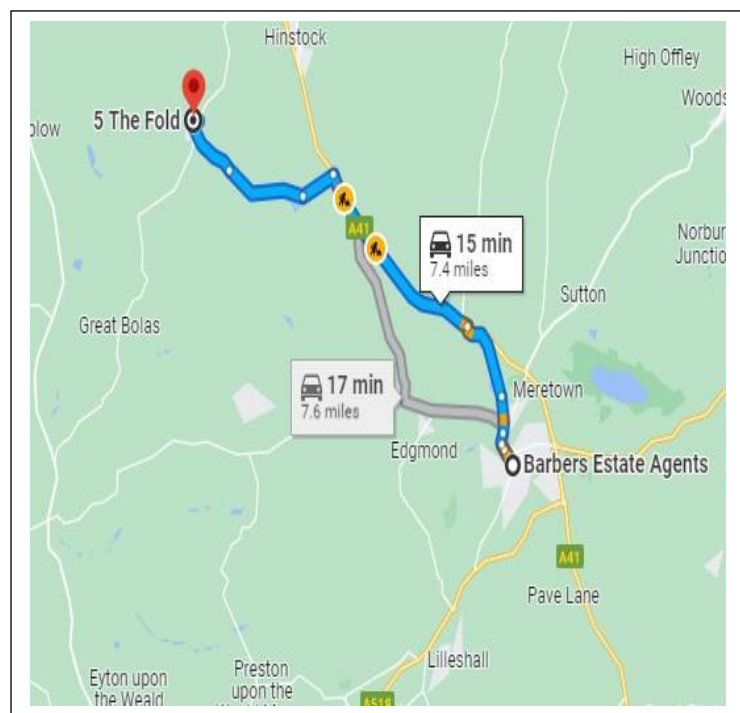 Hinstock
High Offley
Woods
5 The Fold
plow
A41
15 min
7.4 miles
Norbur
Junctio
Sutton
Great Bolas
17 min
7.6 miles
Meretown
Edgmond
Barbers Estate Agents
A41
Pave Lane
Lilleshall
Eyton upon
the Weald
Preston
upon the
A518